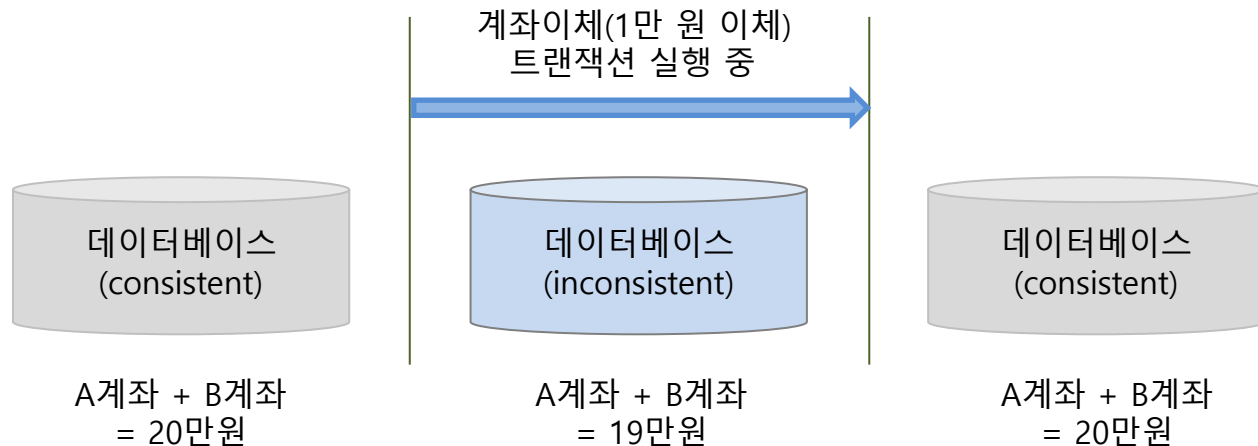 계좌이체(1만 원 이체)
트랜잭션 실행 중
데이터베이스
(consistent)
데이터베이스
(inconsistent)
데이터베이스
(consistent)
A계좌 + B계좌
= 20만원
A계좌 + B계좌
= 19만원
A계좌 + B계좌
= 20만원